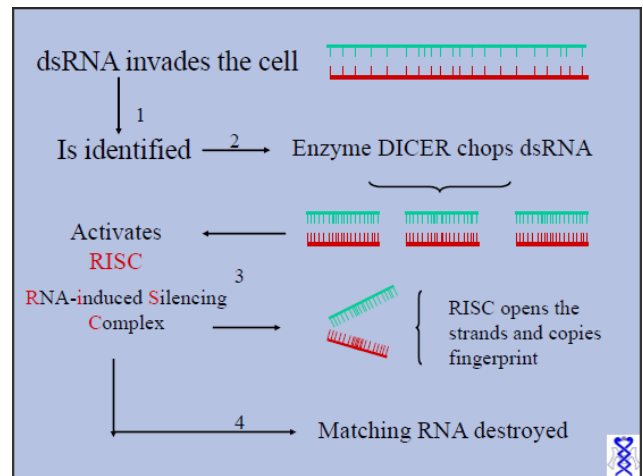 dsRNA invades the cell
1
Is identified
2
Enzyme DICER chops dsRNA
Activates
RISC
3
RNA-induced Silencing
Complex
RISC opens the
strands and copies
fingerprint
4
Matching RNA destroyed